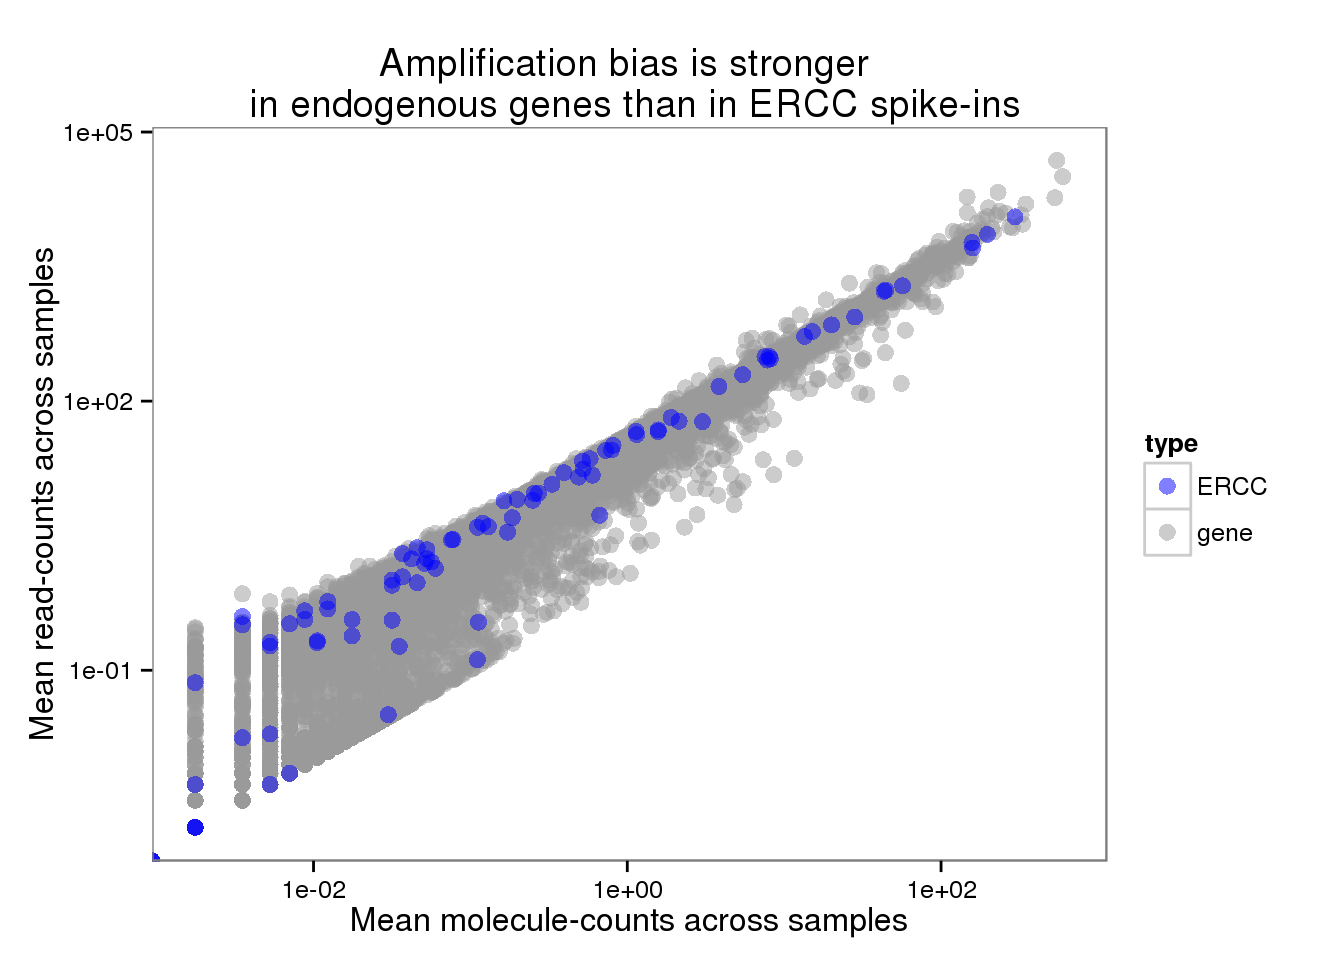 Amplification bias is stronger
in endogenous genes than in ERCC spike-ins
1e+05
1e+02
1e-01
Mean read-counts across samples
1e-02
1e+00
1e+02
Mean molecule-counts across samples
type
ERCC
gene